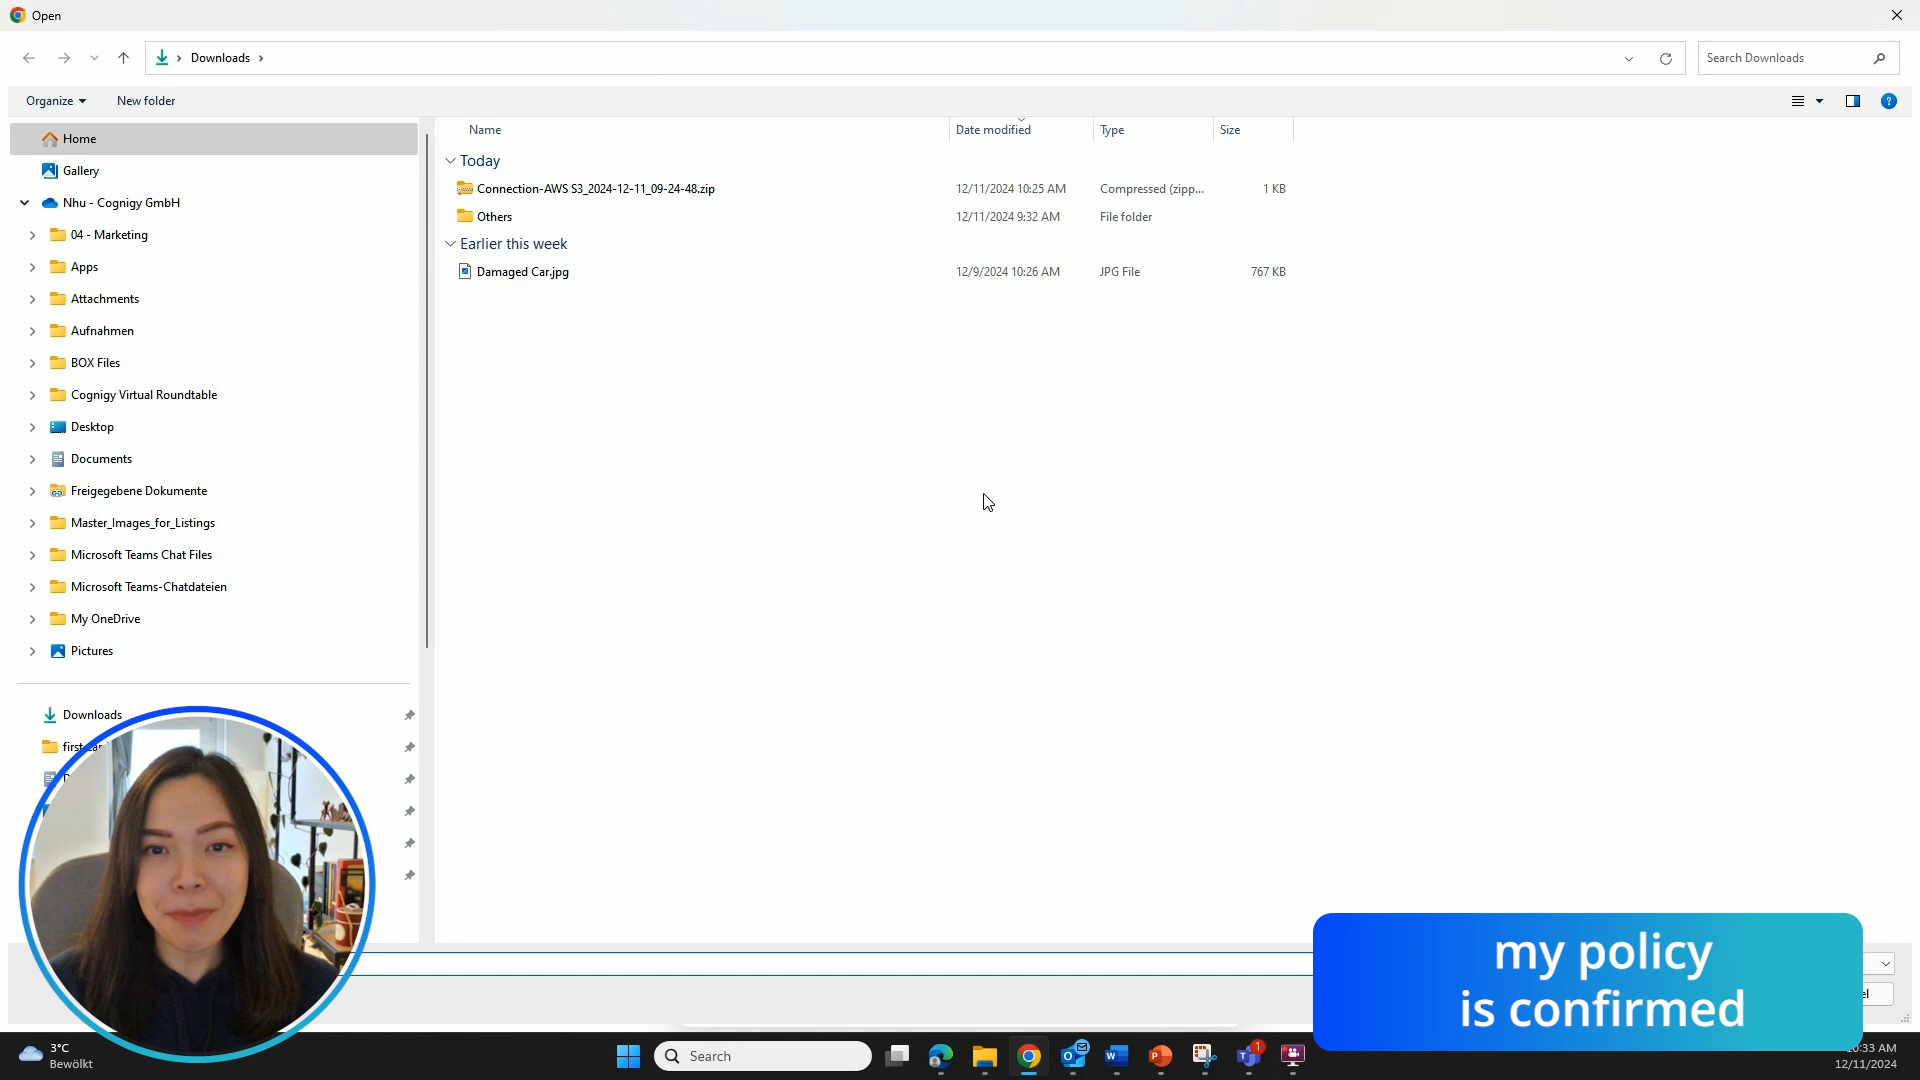 Open
Downloads
Search Downloads
Organize
New folder
Name
Date modified
Type
Size
Home
Gallery
Nhu - Cognigy GmbH
04 - Marketing
Apps
Attachments
Aufnahmen
BOX Files
Cognigy Virtual Roundtable
Desktop
Documents
Freigegebene Dokumente
Master_Images_for_Listings
Microsoft Teams Chat Files
Microsoft Teams-Chatdateien
My OneDrive
Pictures
Downloads
Today
Connection-AWS S3_2024-12-11_09-24-48.zip 12/11/2024 10:25 AM Compressed (zipp... 1 KB
Others 12/11/2024 9:32 AM File folder
Earlier this week
Damaged Car.jpg 12/9/2024 10:26 AM JPG File 767 KB
my policy
is confirmed
3°C
Bewölkt
Search
12/11/2024